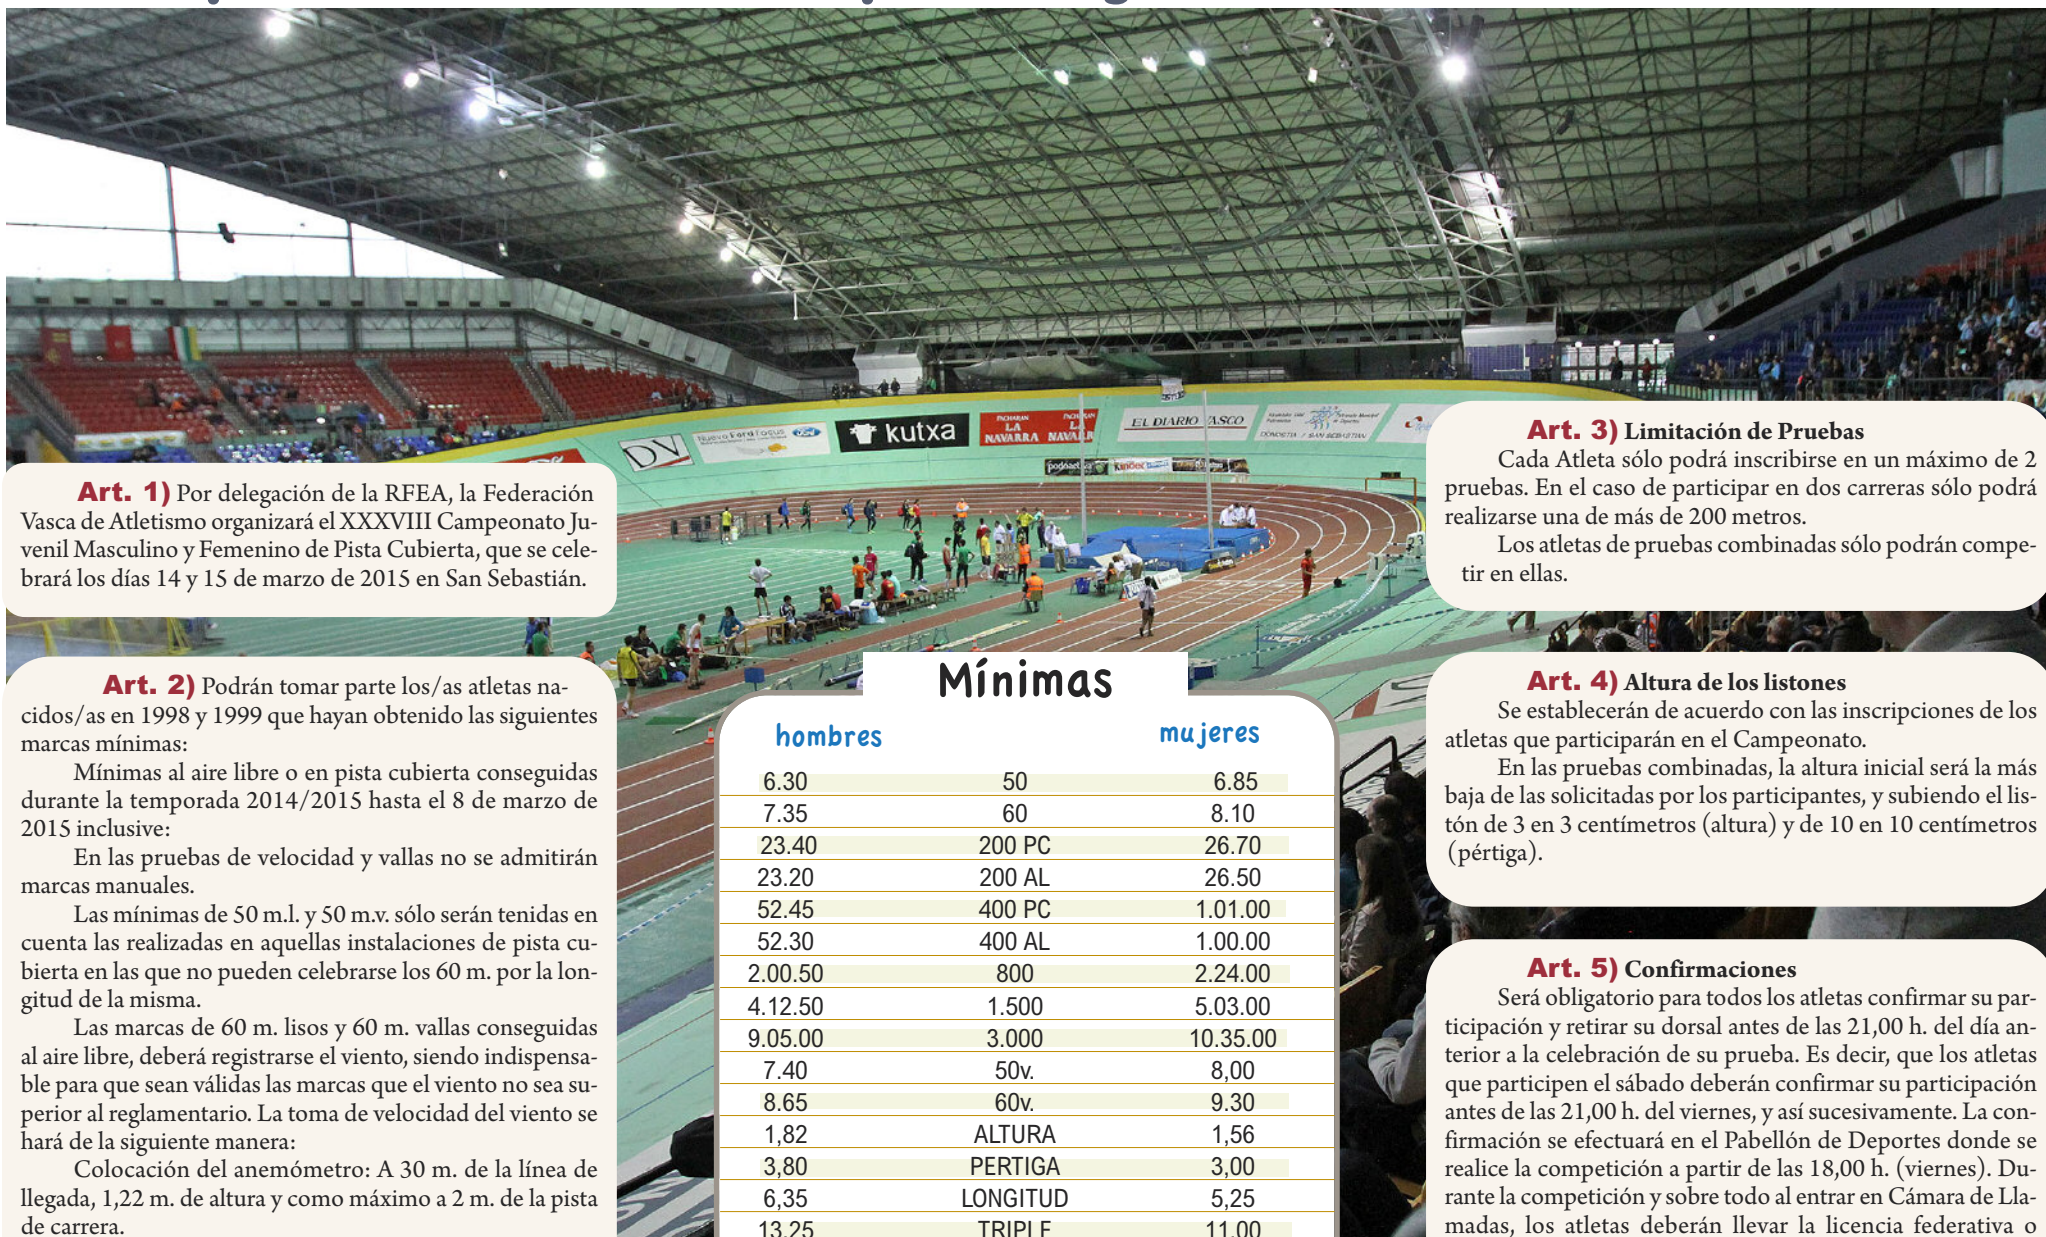 DV
Nuevo Ford Focus
Ford
kutxa
PACHARAN
LA
NAVARRA
PACHARAN
EL DIARIO VASCO
DONOSTIA / SAN SEBASTIAN
podoactiva
Kinder
Art. 1) Por delegación de la RFEA, la Federación
Vasca de Atletismo organizará el XXXVIII Campeonato Ju-
venil Masculino y Femenino de Pista Cubierta, que se cele-
brará los días 14 y 15 de marzo de 2015 en San Sebastián.
Art. 2) Podrán tomar parte los/as atletas na-
cidos/as en 1998 y 1999 que hayan obtenido las siguientes
marcas mínimas:
Mínimas al aire libre o en pista cubierta conseguidas
durante la temporada 2014/2015 hasta el 8 de marzo de
2015 inclusive:
En las pruebas de velocidad y vallas no se admitirán
marcas manuales.
Las mínimas de 50 m.l. y 50 m.v. sólo serán tenidas en
cuenta las realizadas en aquellas instalaciones de pista cu-
bierta en las que no pueden celebrarse los 60 m. por la lon-
gitud de la misma.
Las marcas de 60 m. lisos y 60 m. vallas conseguidas
al aire libre, deberá registrarse el viento, siendo indispensa-
ble para que sean válidas las marcas que el viento no sea su-
perior al reglamentario. La toma de velocidad del viento se
hará de la siguiente manera:
Colocación del anemómetro: A 30 m. de la línea de
llegada, 1,22 m. de altura y como máximo a 2 m. de la pista
de carrera.
Mínimas
hombres mujeres
6.30 50 6.85
7.35 60 8.10
23.40 200 PC 26.70
23.20 200 AL 26.50
52.45 400 PC 1.01.00
52.30 400 AL 1.00.00
2.00.50 800 2.24.00
4.12.50 1.500 5.03.00
9.05.00 3.000 10.35.00
7.40 50v. 8,00
8.65 60v. 9.30
1,82 ALTURA 1,56
3,80 PERTIGA 3,00
6,35 LONGITUD 5,25
13.25 TRIPLE 11.00
Art. 3) Limitación de Pruebas
Cada Atleta sólo podrá inscribirse en un máximo de 2
pruebas. En el caso de participar en dos carreras sólo podrá
realizarse una de más de 200 metros.
Los atletas de pruebas combinadas sólo podrán compe-
tir en ellas.
Art. 4) Altura de los listones
Se establecerán de acuerdo con las inscripciones de los
atletas que participarán en el Campeonato.
En las pruebas combinadas, la altura inicial será la más
baja de las solicitadas por los participantes, y subiendo el lis-
tón de 3 en 3 centímetros (altura) y de 10 en 10 centímetros
(pértiga).
Art. 5) Confirmaciones
Será obligatorio para todos los atletas confirmar su par-
ticipación y retirar su dorsal antes de las 21,00 h. del día an-
terior a la celebración de su prueba. Es decir, que los atletas
que participen el sábado deberán confirmar su participación
antes de las 21,00 h. del viernes, y así sucesivamente. La con-
firmación se efectuará en el Pabellón de Deportes donde se
realice la competición a partir de las 18,00 h. (viernes). Du-
rante la competición y sobre todo al entrar en Cámara de Lla-
madas, los atletas deberán llevar la licencia federativa o